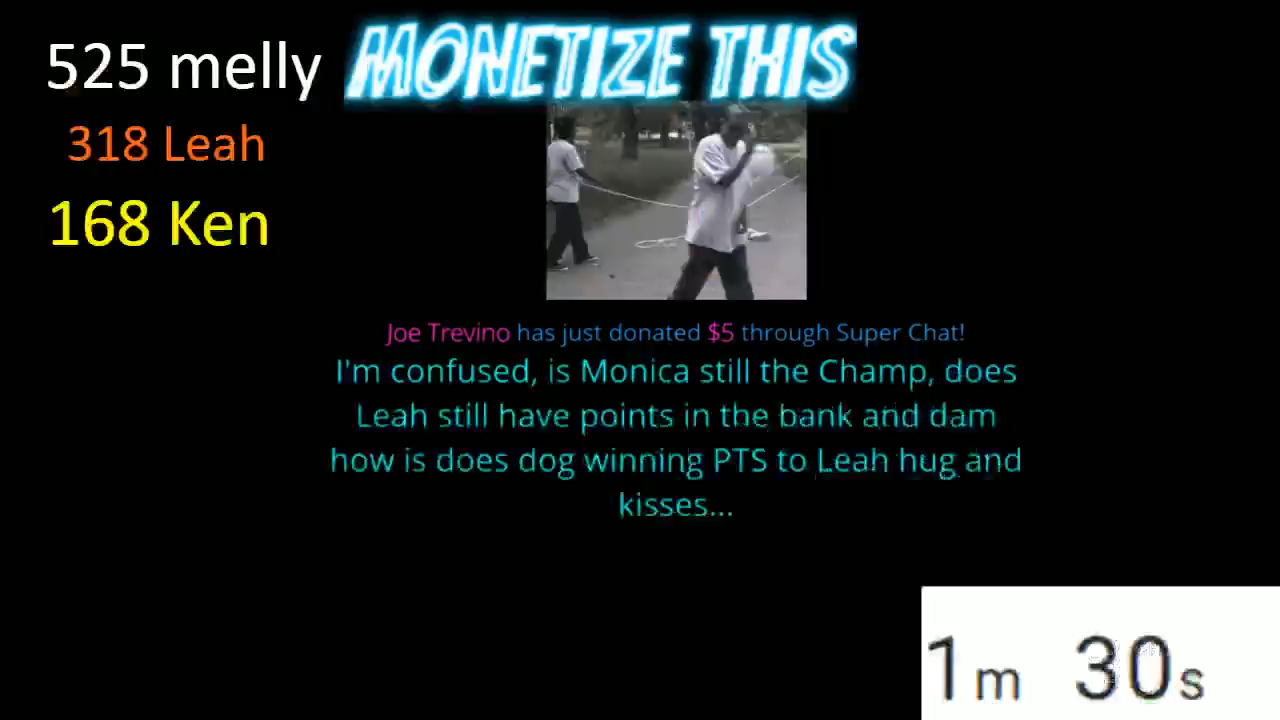 525 melly
MONETIZE THIS
318 Leah
168 Ken
Joe Trevino has just donated $5 through Super Chat!
I'm confused, is Monica still the Champ, does
Leah still have points in the bank and dam
how is does dog winning PTS to Leah hug and
kisses...
1m 30s